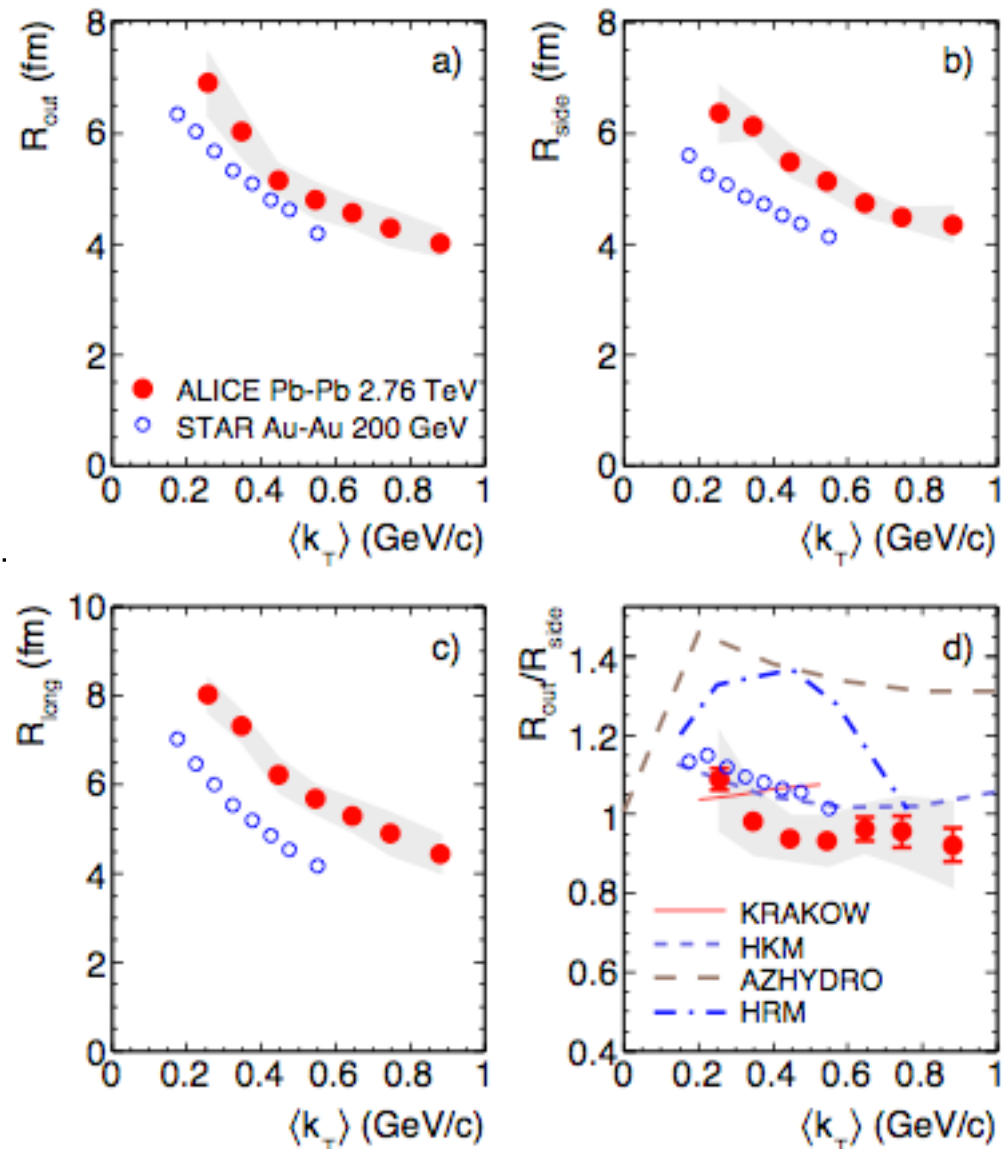 R_out (fm)
8
6
4
2
0
a)
ALICE Pb-Pb 2.76 TeV
STAR Au-Au 200 GeV
0 0.2 0.4 0.6 0.8 1
⟨k_T⟩ (GeV/c)
R_side (fm)
8
6
4
2
0
b)
0 0.2 0.4 0.6 0.8 1
⟨k_T⟩ (GeV/c)
.
R_long (fm)
10
8
6
4
2
0
c)
0 0.2 0.4 0.6 0.8 1
⟨k_T⟩ (GeV/c)
R_out/R_side
1.4
1.2
1
0.8
0.6
0.4
d)
KRAKOW
HKM
AZHYDRO
HRM
0 0.2 0.4 0.6 0.8 1
⟨k_T⟩ (GeV/c)